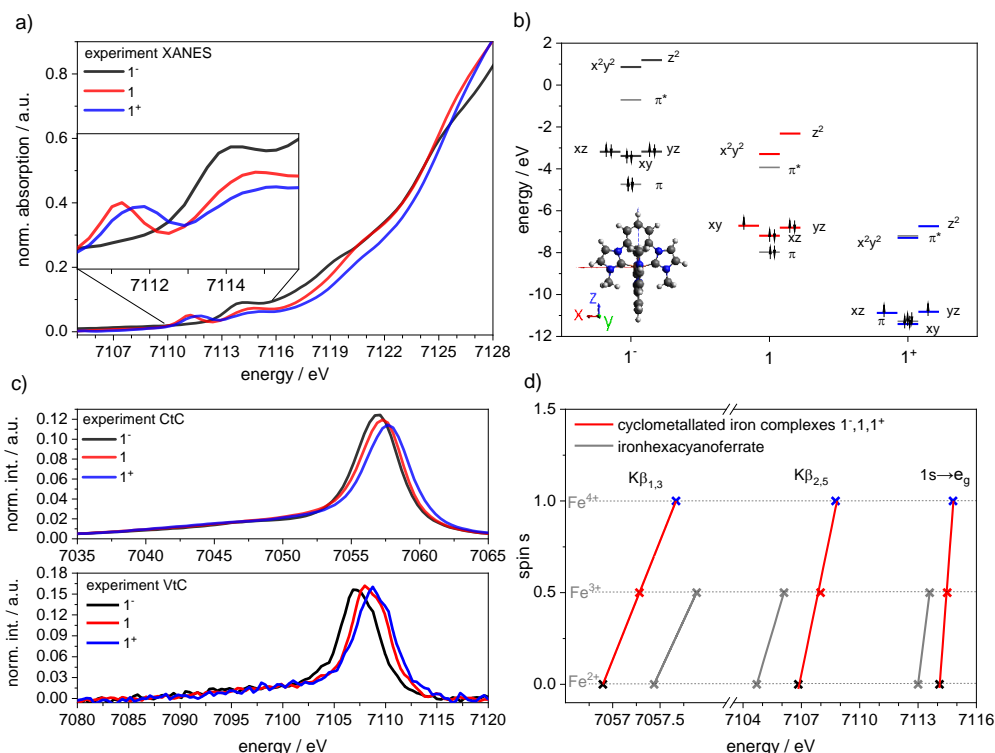 a)
experiment XANES
1⁻
1
1⁺
norm. absorption / a.u.
0.8
0.6
0.4
0.2
0.0
7112 7114
7107 7110 7113 7116 7119 7122 7125 7128
energy / eV
b)
energy / eV
2
0
-2
-4
-6
-8
-10
-12
x²y² z²
π*
xz xy yz
π
z²
x²y²
π*
xy xz yz
π
z²
x²y² π*
xz π xy yz
Z
X y
1⁻ 1 1⁺
c)
experiment CtC
1⁻
1
1⁺
norm. int. / a.u.
0.12
0.09
0.06
0.03
0.00
7035 7040 7045 7050 7055 7060 7065
experiment VtC
1⁻
1
1⁺
norm. int. / a.u.
0.18
0.15
0.12
0.09
0.06
0.03
0.00
7080 7085 7090 7095 7100 7105 7110 7115 7120
energy / eV
d)
cyclometallated iron complexes 1⁻,1,1⁺
ironhexacyanoferrate
Kβ₁,₃ Kβ₂,₅ 1s→e_g
spin s
1.5
1.0
0.5
0.0
Fe⁴⁺
Fe³⁺
Fe²⁺
7057 7057.5 7104 7107 7110 7113 7116
energy / eV